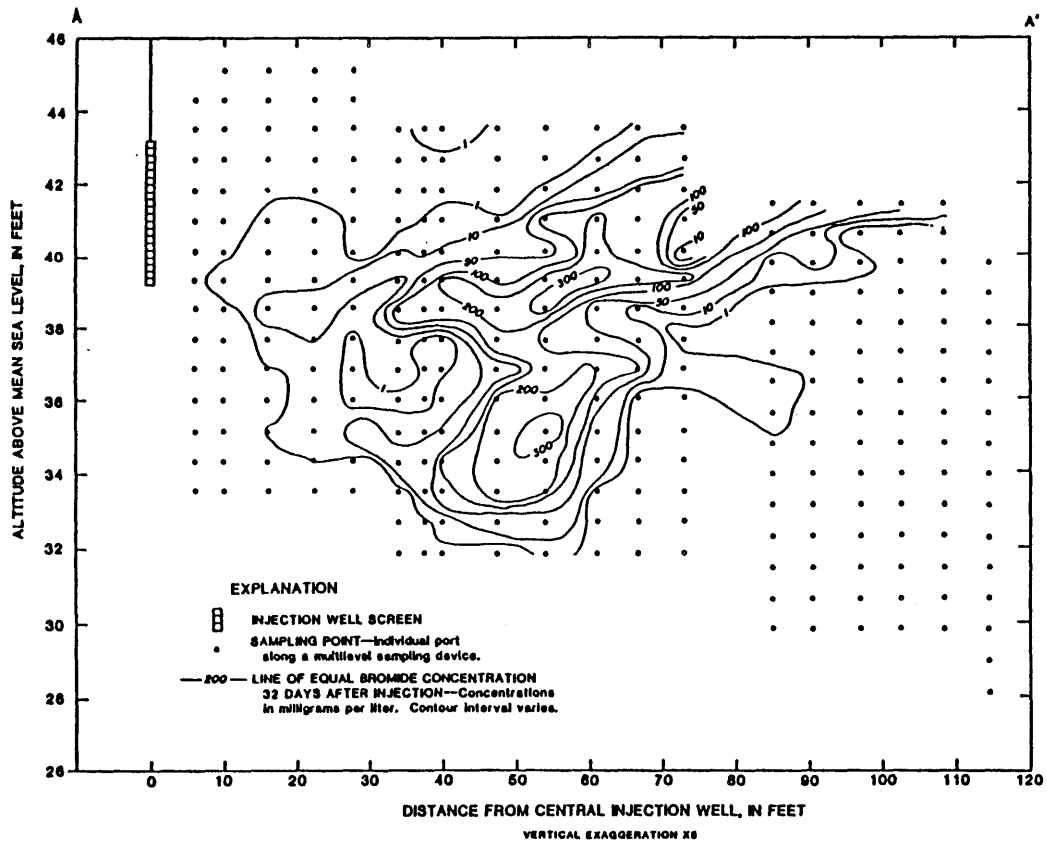 A A'
46
44
42
40
38
36
34
32
30
28
26
ALTITUDE ABOVE MEAN SEA LEVEL, IN FEET
1
1
10
50
100
200
300
100
50
10
100
100
50
10
1
1
200
300
EXPLANATION
INJECTION WELL SCREEN
SAMPLING POINT—Individual port
along a multilevel sampling device.
—200— LINE OF EQUAL BROMIDE CONCENTRATION
32 DAYS AFTER INJECTION--Concentrations
in milligrams per liter. Contour interval varies.
0 10 20 30 40 50 60 70 80 90 100 110 120
DISTANCE FROM CENTRAL INJECTION WELL, IN FEET
VERTICAL EXAGGERATION X6